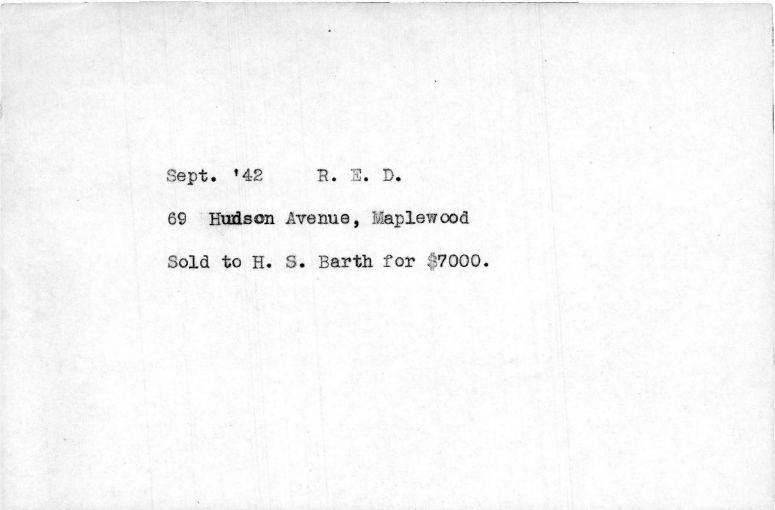 Sept. '42 R. E. D.
69 Hudson Avenue, Maplewood
Sold to H. S. Barth for $7000.